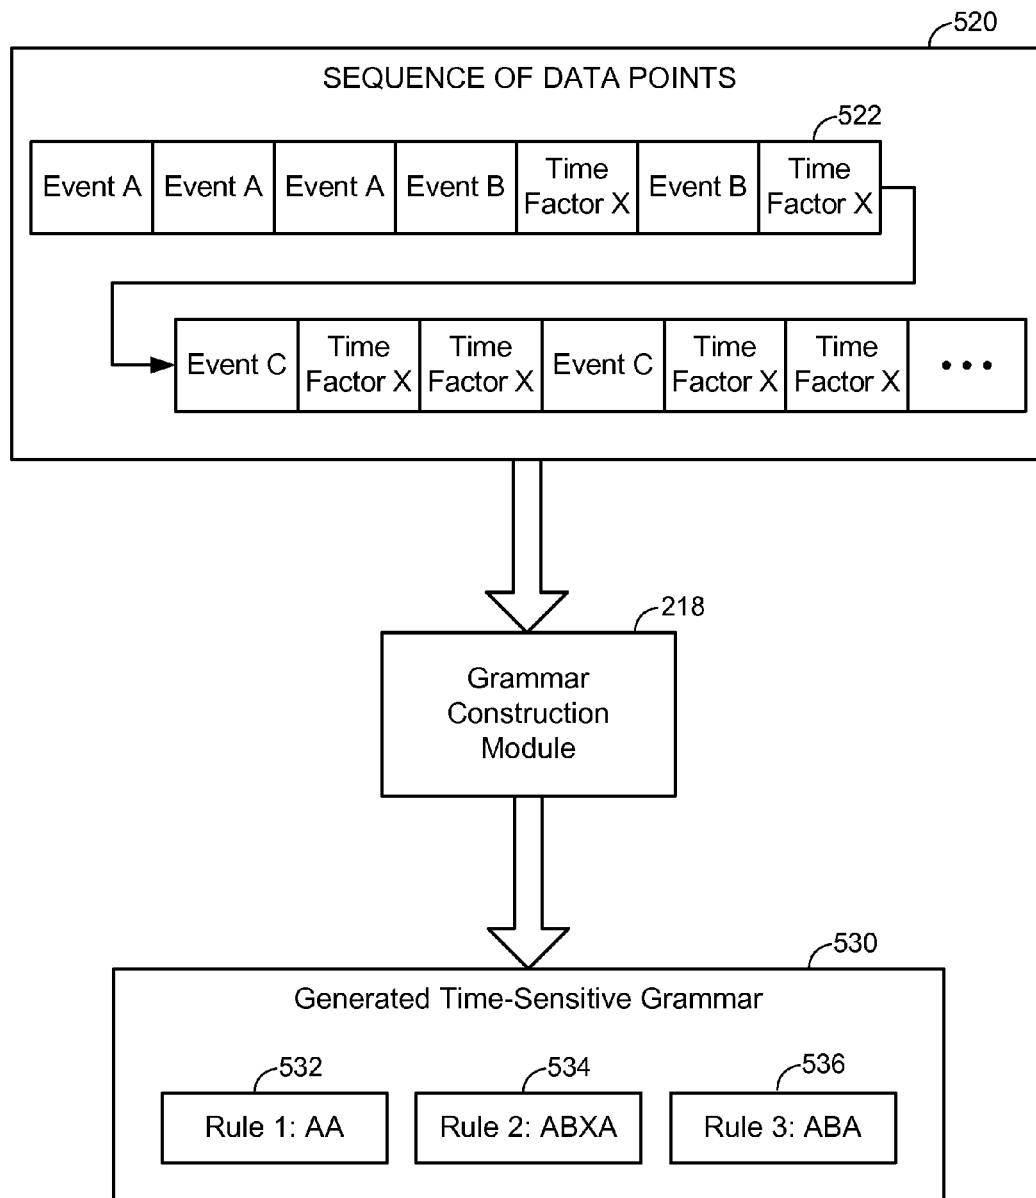 520
SEQUENCE OF DATA POINTS
522
Event A
Event A
Event A
Event B
Time
Factor X
Event B
Time
Factor X
Event C
Time
Factor X
Time
Factor X
Event C
Time
Factor X
Time
Factor X
•••
218
Grammar
Construction
Module
530
Generated Time-Sensitive Grammar
532
534
536
Rule 1: AA
Rule 2: ABXA
Rule 3: ABA